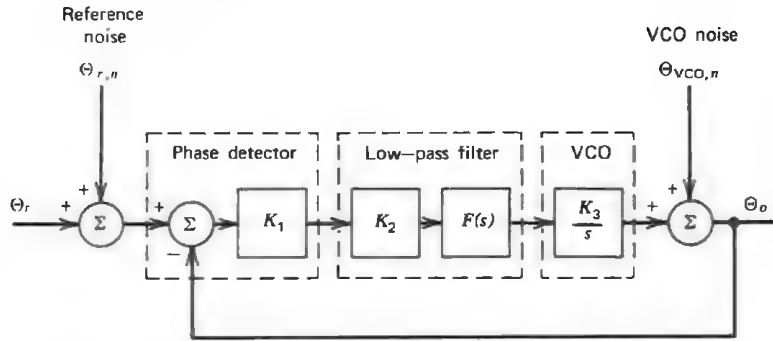 Reference
noise
Θr,n
VCO noise
ΘVCO,n
Phase detector
Low–pass filter
VCO
Θr
+
+
Σ
+
Σ
−
K1
K2
F(s)
K3
s
+
+
Σ
Θo